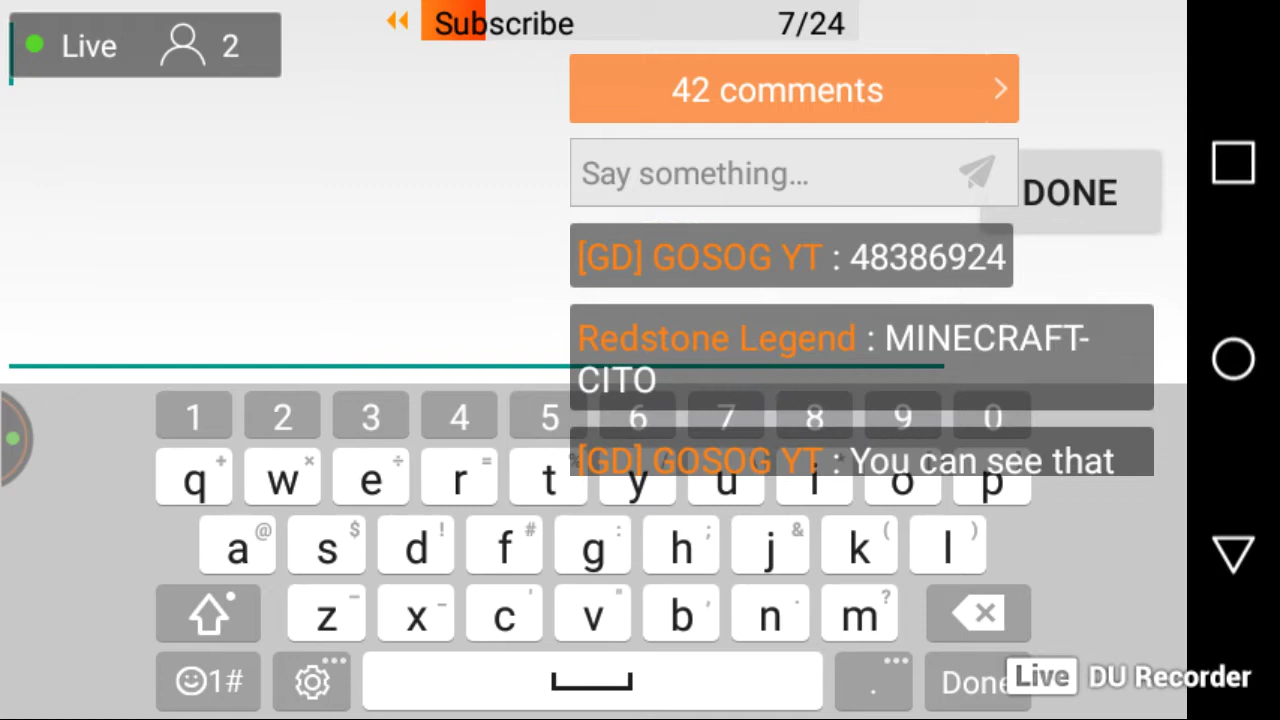 Live 2
Subscribe 7/24
42 comments
Say something...
DONE
[GD] GOSOG YT : 48386924
Redstone Legend : MINECRAFT-
CITO
[GD] GOSOG YT : You can see that
1 2 3 4 5 6 7 8 9 0
q + w × e ÷ r = t y u i o p
a @ s $ d ! f # g : h ; j & k ( l )
z - x _ c ' v " b , n . m ?
1# . Done
Live DU Recorder